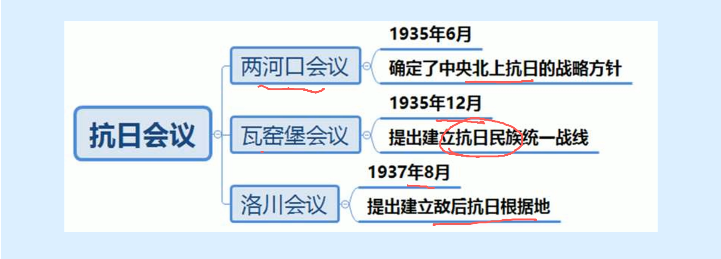 抗日会议
两河口会议
1935年6月
确定了中央北上抗日的战略方针
瓦窑堡会议
1935年12月
提出建立抗日民族统一战线
洛川会议
1937年8月
提出建立敌后抗日根据地